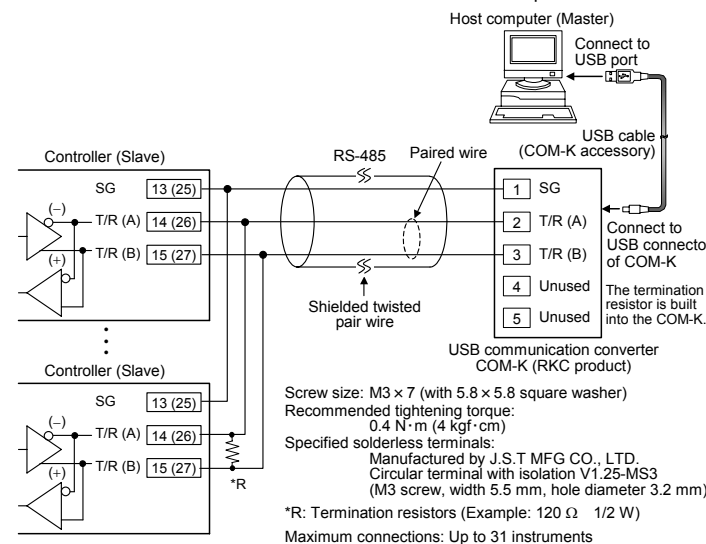 Host computer (Master)
Connect to
USB port
USB cable
(COM-K accessory)
Controller (Slave)
RS-485
Paired wire
SG 13 (25)
(−)
T/R (A) 14 (26)
T/R (B) 15 (27)
(+)
1 SG
2 T/R (A)
3 T/R (B)
4 Unused
5 Unused
Connect to
USB connecto
of COM-K
The termination
resistor is built
into the COM-K.
Shielded twisted
pair wire
USB communication converter
COM-K (RKC product)
Controller (Slave)
SG 13 (25)
(−)
T/R (A) 14 (26)
T/R (B) 15 (27)
(+)
*R
Screw size: M3 × 7 (with 5.8 × 5.8 square washer)
Recommended tightening torque:
0.4 N·m (4 kgf·cm)
Specified solderless terminals:
Manufactured by J.S.T MFG CO., LTD.
Circular terminal with isolation V1.25-MS3
(M3 screw, width 5.5 mm, hole diameter 3.2 mm)
*R: Termination resistors (Example: 120 Ω 1/2 W)
Maximum connections: Up to 31 instruments